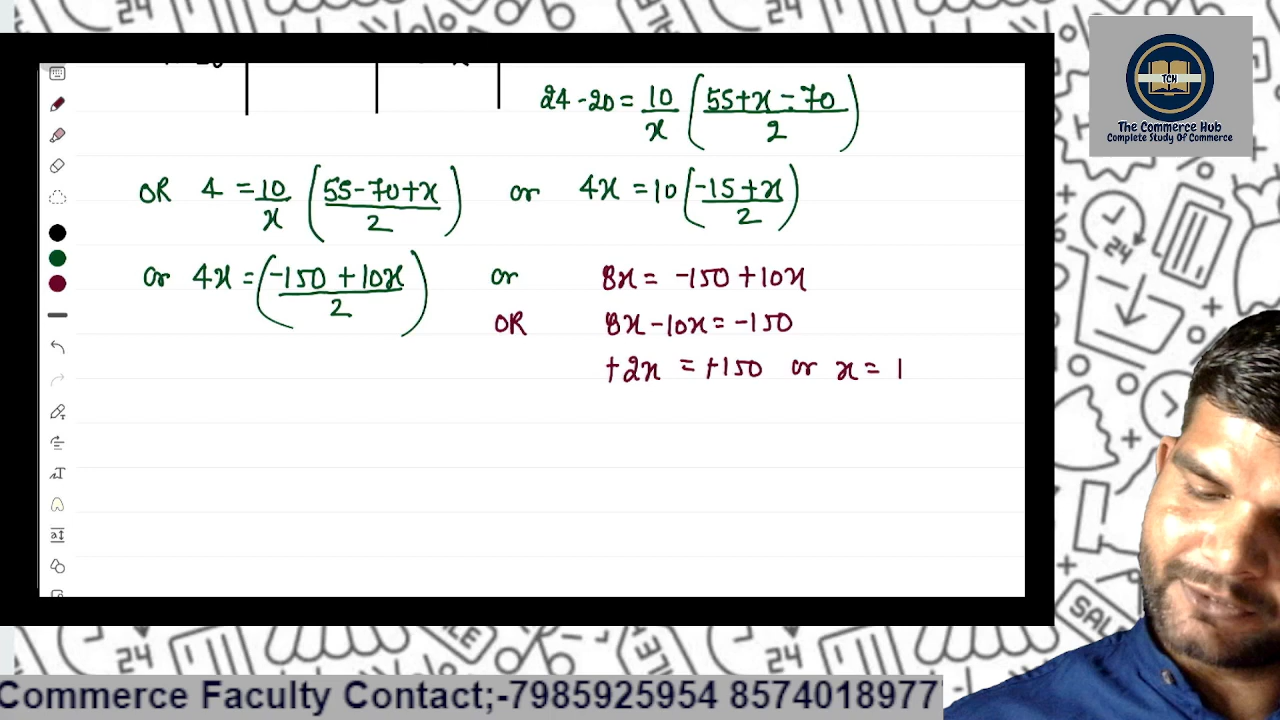 24 - 20 = 10/x (55+x-70/2)
OR 4 = 10/x (55-70+x/2) or 4x = 10(-15+x/2)
or 4x = (-150 + 10x/2) or 8x = -150 + 10x
OR 8x - 10x = -150
+2x = +150 or x = 1
TCH
The Commerce Hub
Complete Study Of Commerce
Commerce Faculty Contact;-7985925954 8574018977